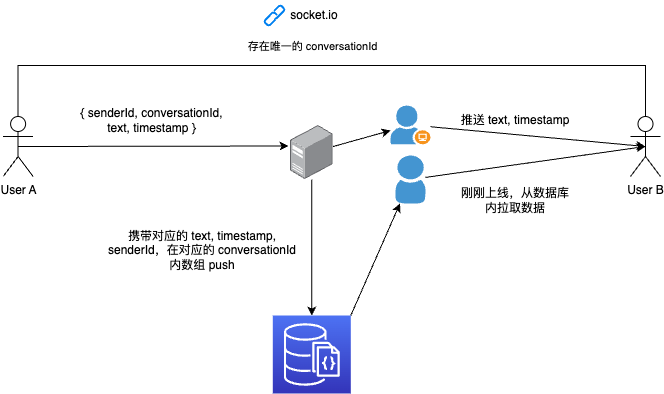 socket.io
存在唯一的 conversationId
{ senderId, conversationId,
text, timestamp }
推送 text, timestamp
User A
User B
刚刚上线，从数据库
内拉取数据
携带对应的 text, timestamp,
senderId，在对应的 conversationId
内数组 push
{}